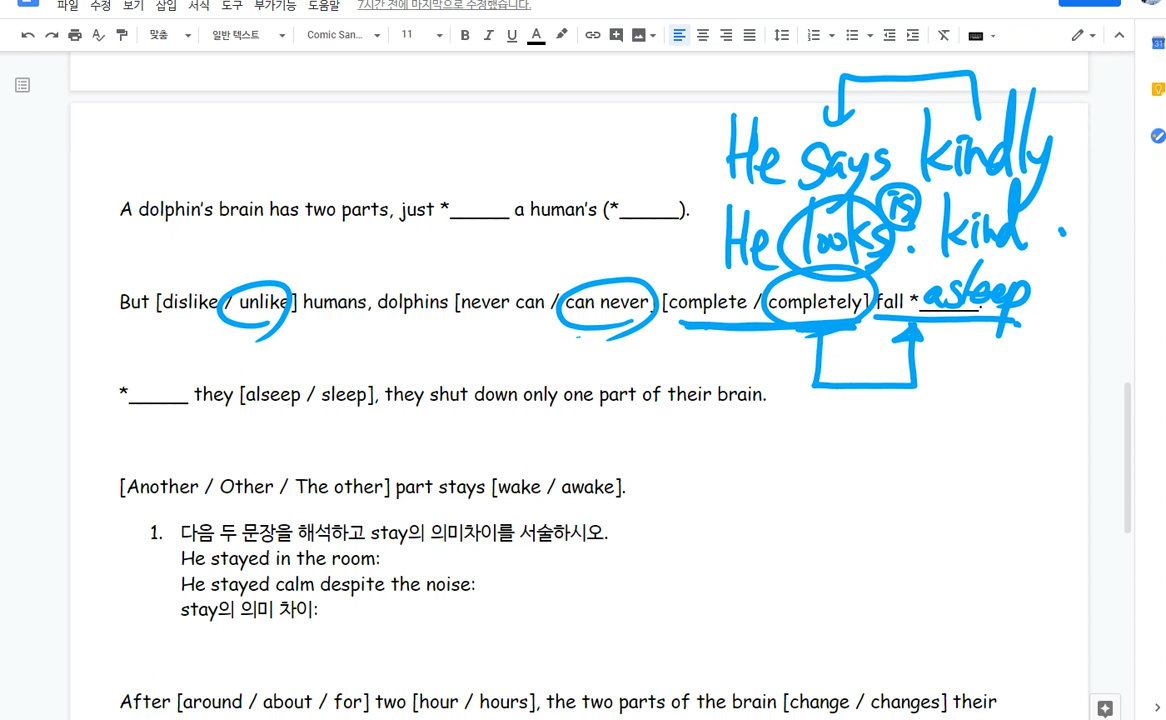 파일 수정 보기 삽입 서식 도구 부가기능 도움말 7시간 전에 마지막으로 수정했습니다.
맞춤 일반 텍스트 Comic San... 11 B I U A
31
He says kindly
A dolphin's brain has two parts, just *_____ a human's (*_____).
is
He looks. kind.
But [dislike / unlike] humans, dolphins [never can / can never] [complete / completely] fall *asleep.
*_____ they [alseep / sleep], they shut down only one part of their brain.
[Another / Other / The other] part stays [wake / awake].
1. 다음 두 문장을 해석하고 stay의 의미차이를 서술하시오.
He stayed in the room:
He stayed calm despite the noise:
stay의 의미 차이:
After [around / about / for] two [hour / hours], the two parts of the brain [change / changes] their